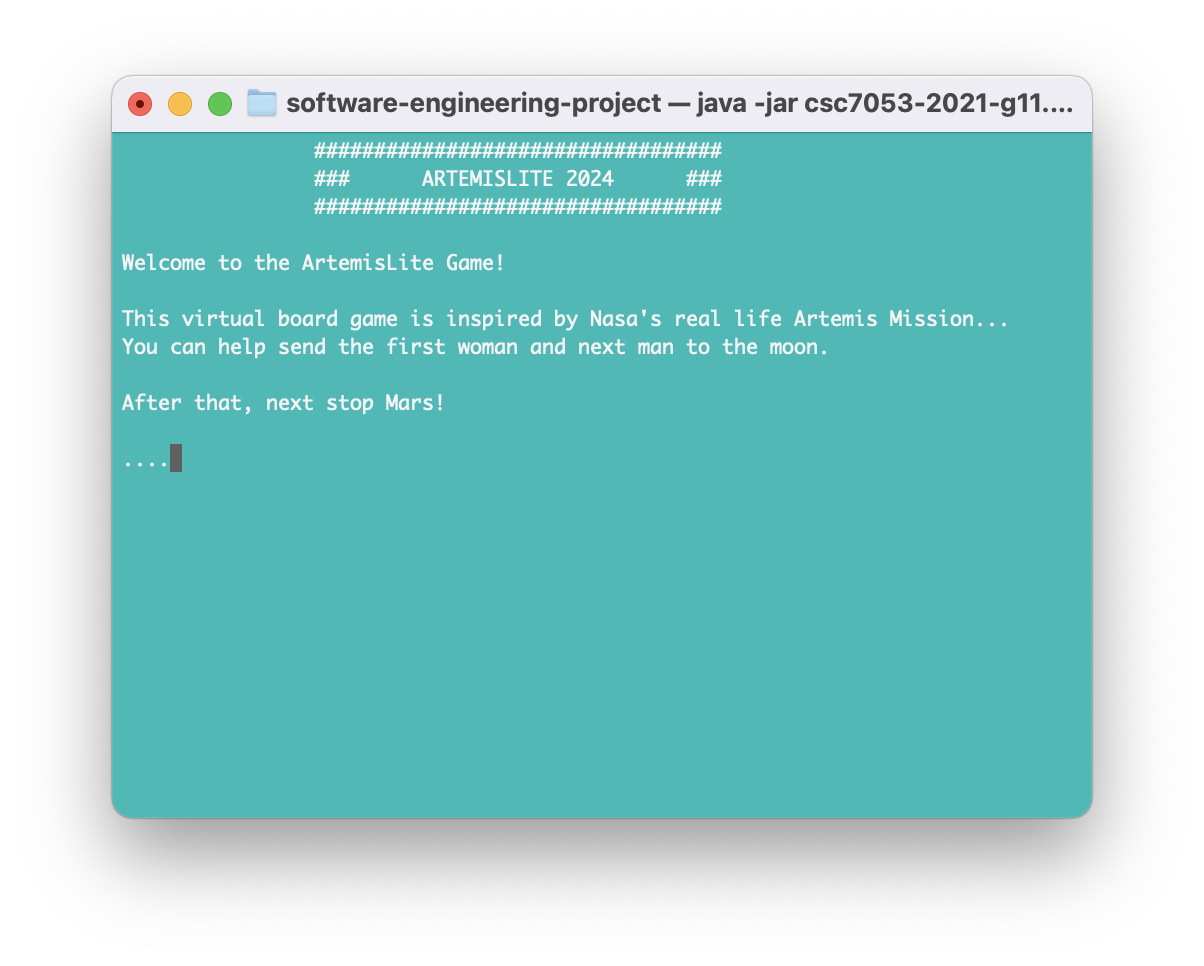 software-engineering-project — java -jar csc7053-2021-g11....
##################################
###      ARTEMISLITE 2024      ###
##################################
Welcome to the ArtemisLite Game!
This virtual board game is inspired by Nasa's real life Artemis Mission...
You can help send the first woman and next man to the moon.
After that, next stop Mars!
....